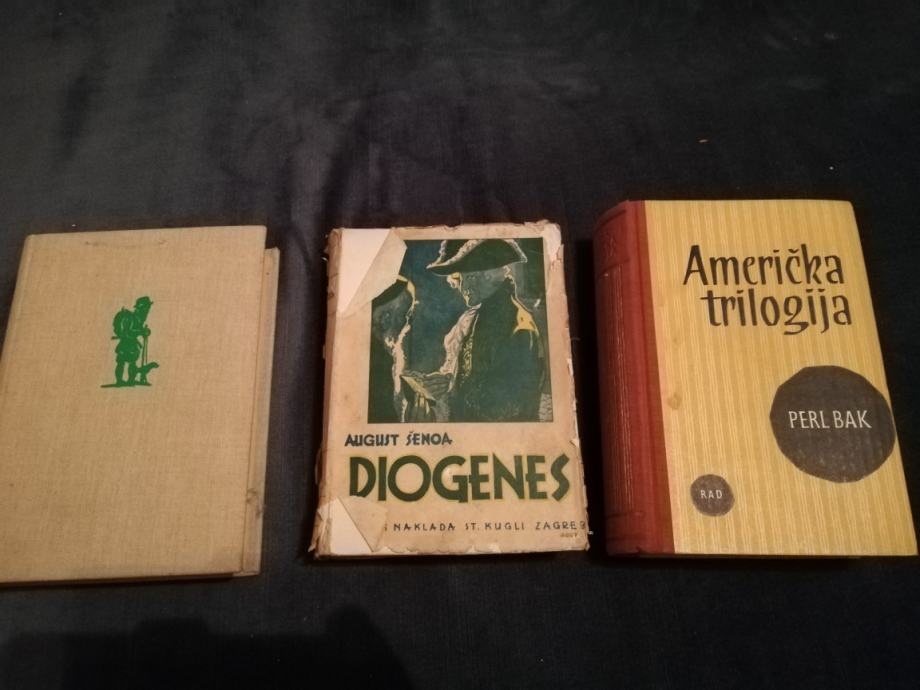 AUGUST ŠENOA
DIOGENES
NAKLADA ST. KUGLI ZAGREB
Američka
trilogija
PERL BAK
RAD